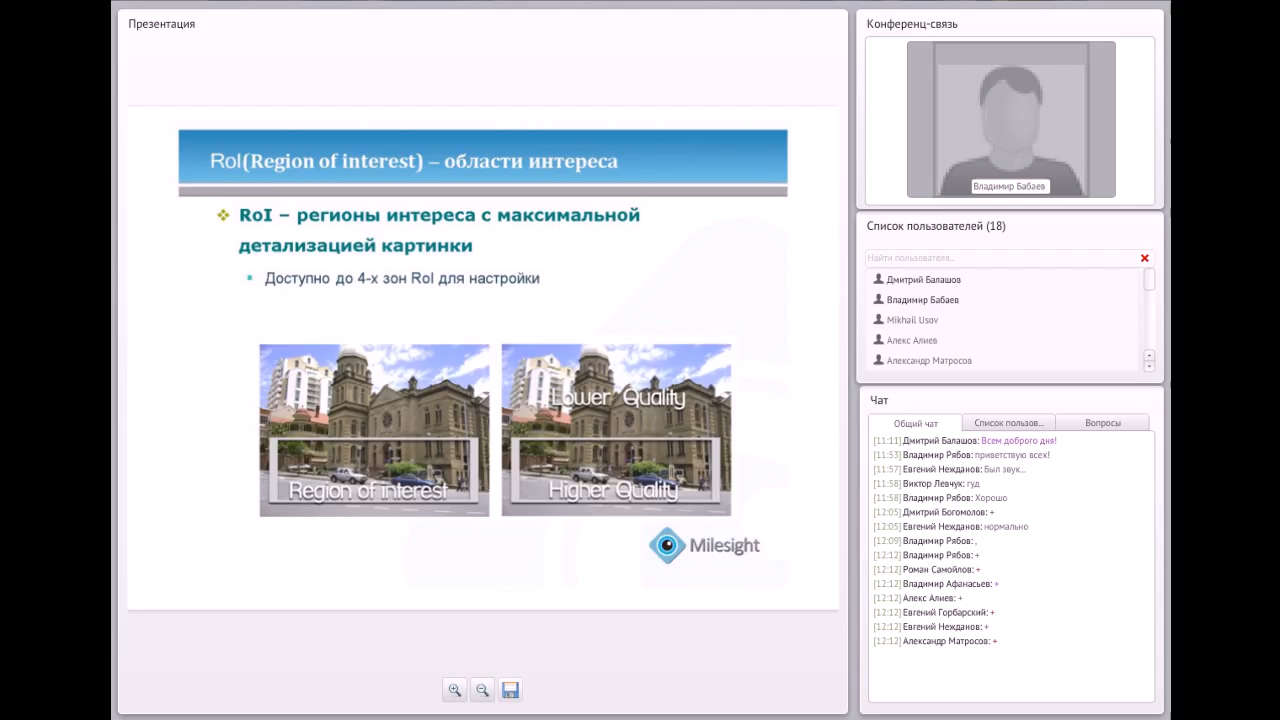 Презентация
RoI(Region of interest) – области интереса
RoI – регионы интереса с максимальной
детализацией картинки
Доступно до 4-х зон RoI для настройки
Region of interest
Lower Quality
Higher Quality
Milesight
Конференц-связь
Владимир Бабаев
Список пользователей (18)
Найти пользователя...
Дмитрий Балашов
Владимир Бабаев
Mikhail Usov
Алекс Алиев
Александр Матросов
Чат
Общий чат
Список пользов...
Вопросы
[11:11] Дмитрий Балашов: Всем доброго дня!
[11:53] Владимир Рябов: приветствую всех!
[11:57] Евгений Нежданов: Был звук...
[11:58] Виктор Левчук: гуд
[11:58] Владимир Рябов: Хорошо
[12:05] Дмитрий Богомолов: +
[12:05] Евгений Нежданов: нормально
[12:09] Владимир Рябов: ,
[12:12] Владимир Рябов: +
[12:12] Роман Самойлов: +
[12:12] Владимир Афанасьев: +
[12:12] Алекс Алиев: +
[12:12] Евгений Горбарский: +
[12:12] Евгений Нежданов: +
[12:12] Александр Матросов: +